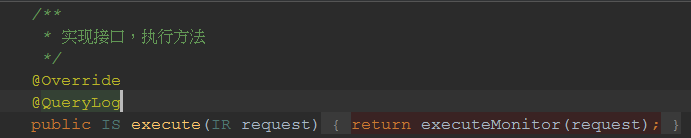 /**
* 实现接口，执行方法
*/
@Override
@QueryLog
public IS execute(IR request) { return executeMonitor(request); }